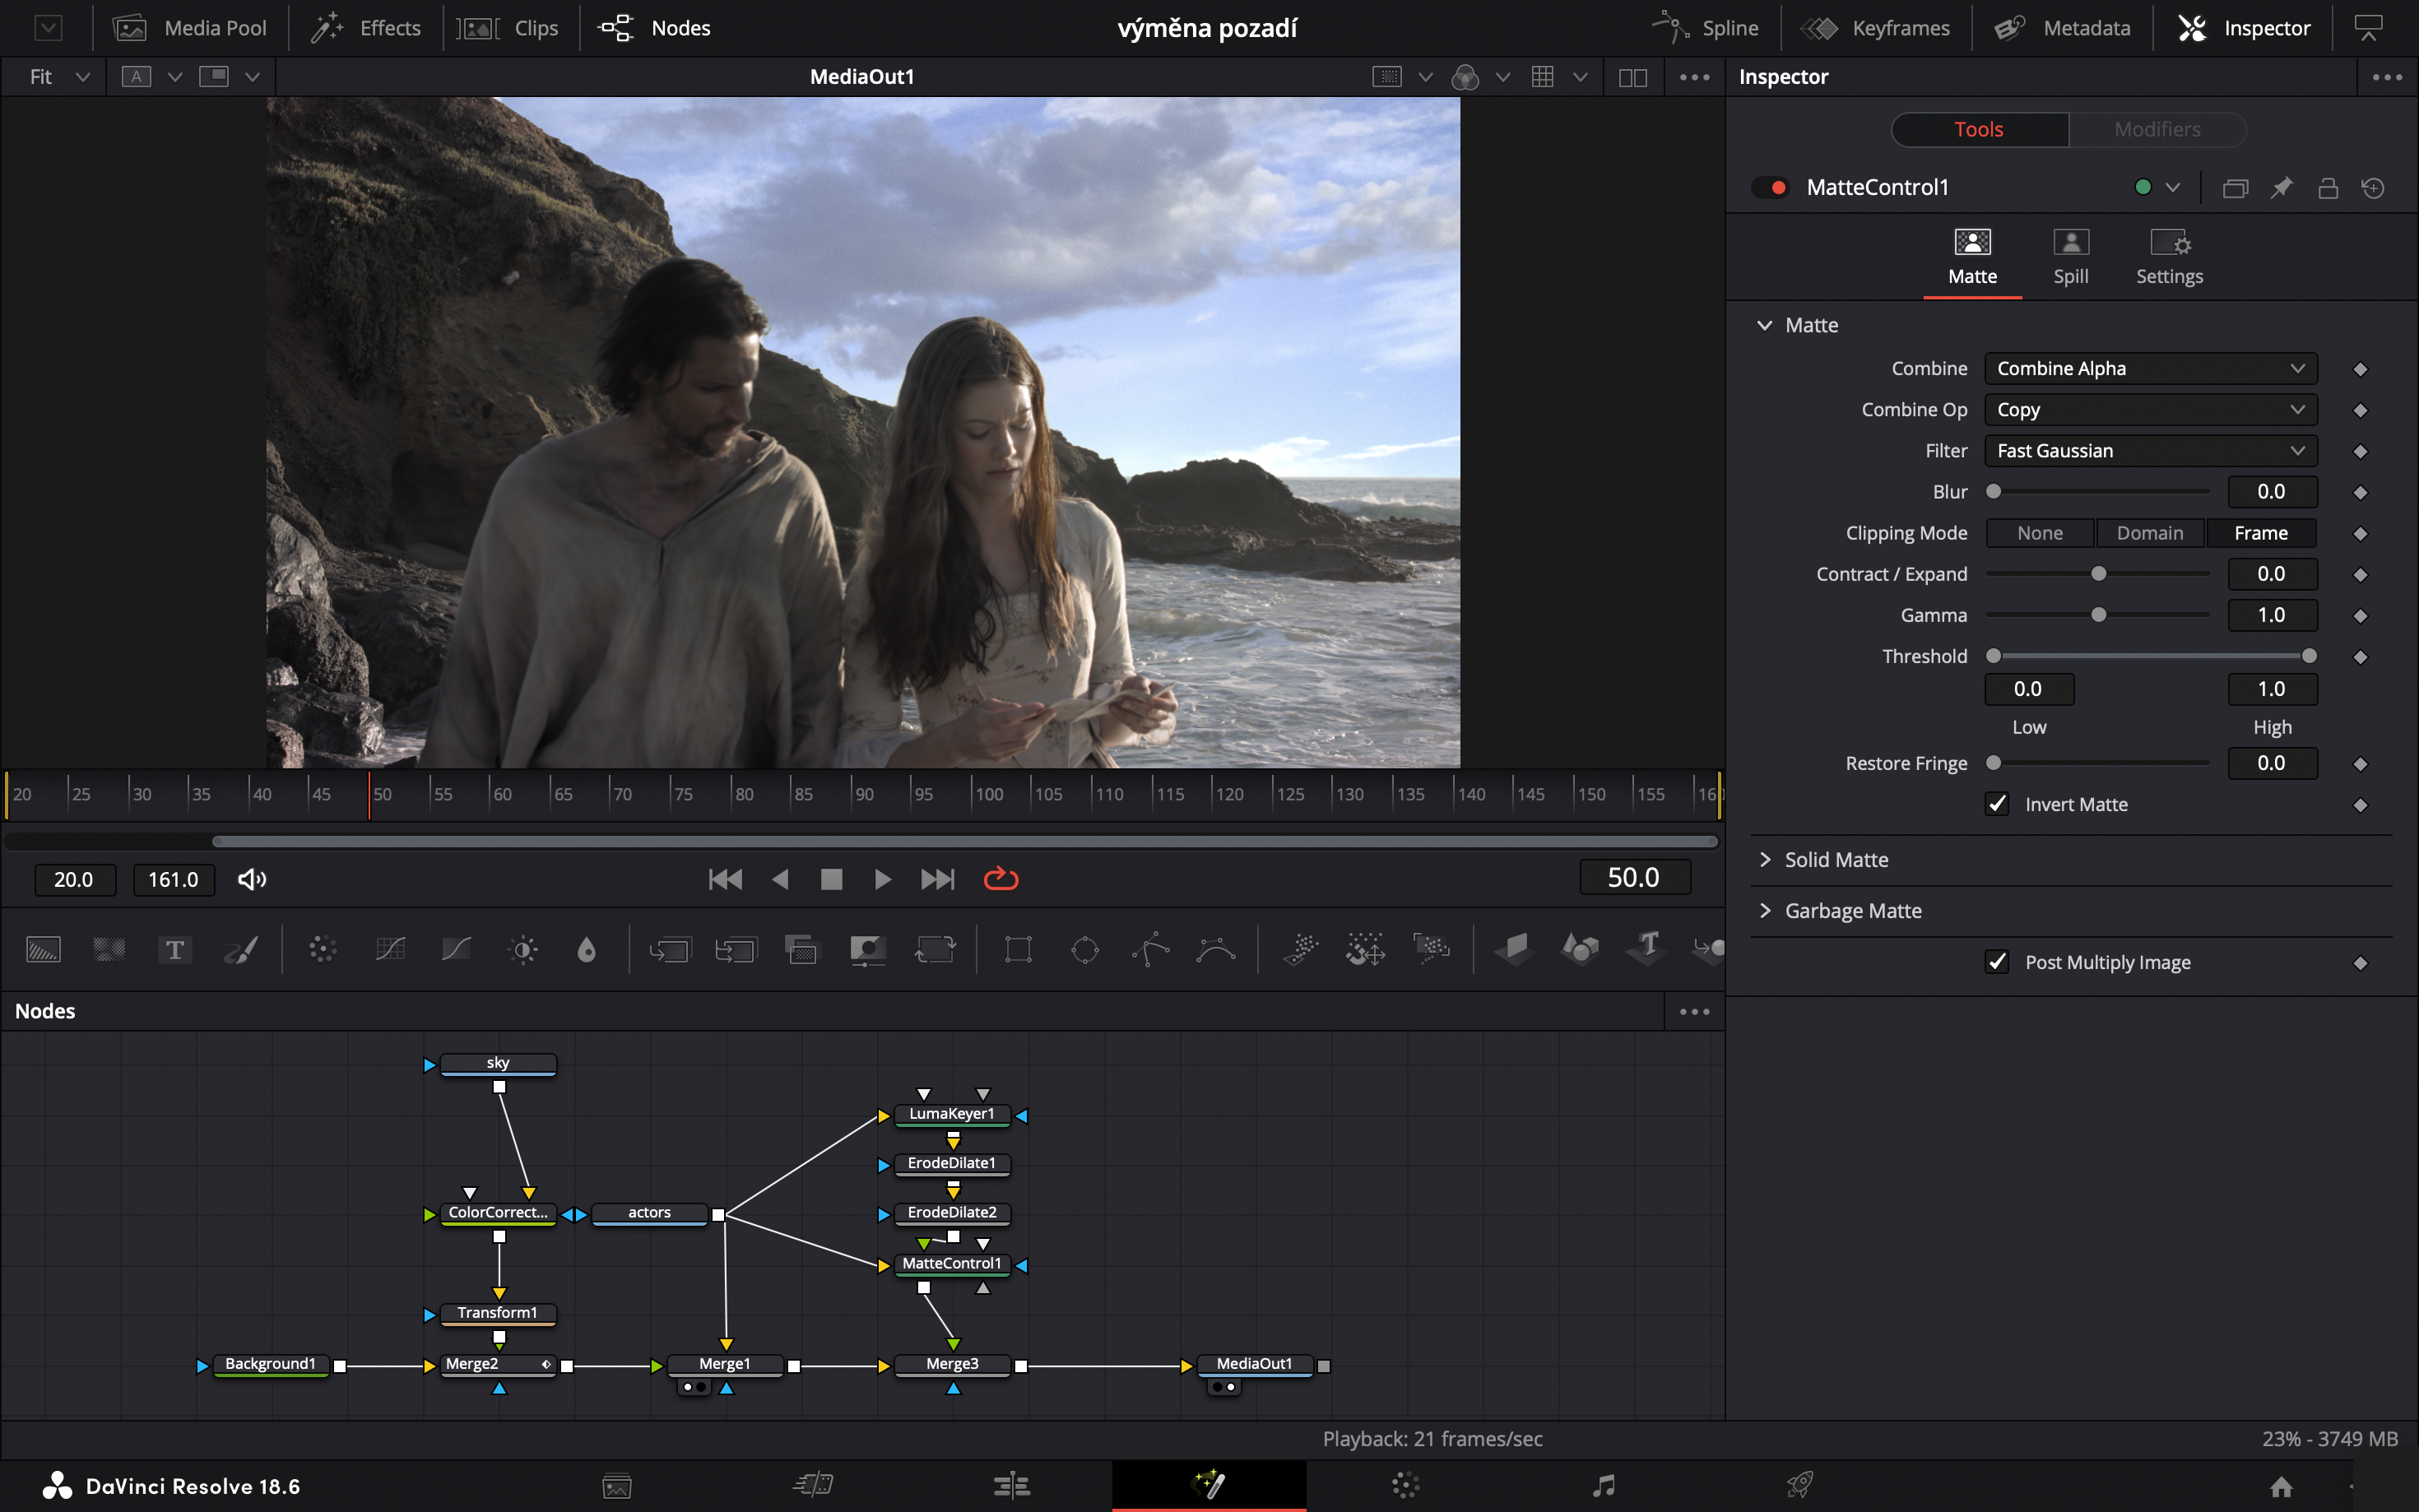 Media Pool
Effects
Clips
Nodes
výměna pozadí
Spline
Keyframes
Metadata
Inspector
Fit
A
MediaOut1
Inspector
Tools
Modifiers
MatteControl1
Matte
Spill
Settings
Matte
Combine
Combine Alpha
Combine Op
Copy
Filter
Fast Gaussian
Blur
0.0
Clipping Mode
None
Domain
Frame
Contract / Expand
0.0
Gamma
1.0
Threshold
0.0
1.0
Low
High
Restore Fringe
0.0
Invert Matte
Solid Matte
Garbage Matte
Post Multiply Image
20 25 30 35 40 45 50 55 60 65 70 75 80 85 90 95 100 105 110 115 120 125 130 135 140 145 150 155
20.0
161.0
50.0
T
T
Nodes
sky
LumaKeyer1
ErodeDilate1
ColorCorrect...
actors
ErodeDilate2
MatteControl1
Transform1
Background1
Merge2
Merge1
Merge3
MediaOut1
Playback: 21 frames/sec
23% - 3749 MB
DaVinci Resolve 18.6